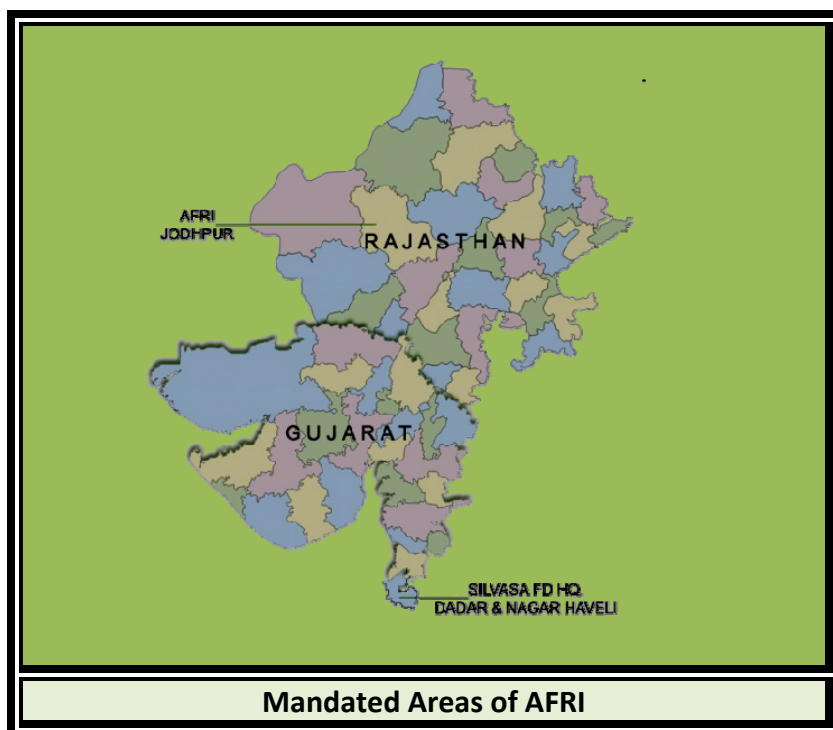 AFRI
JODHPUR
RAJASTHAN
GUJARAT
SILVASA FD HQ.
DADAR & NAGAR HAVELI
Mandated Areas of AFRI